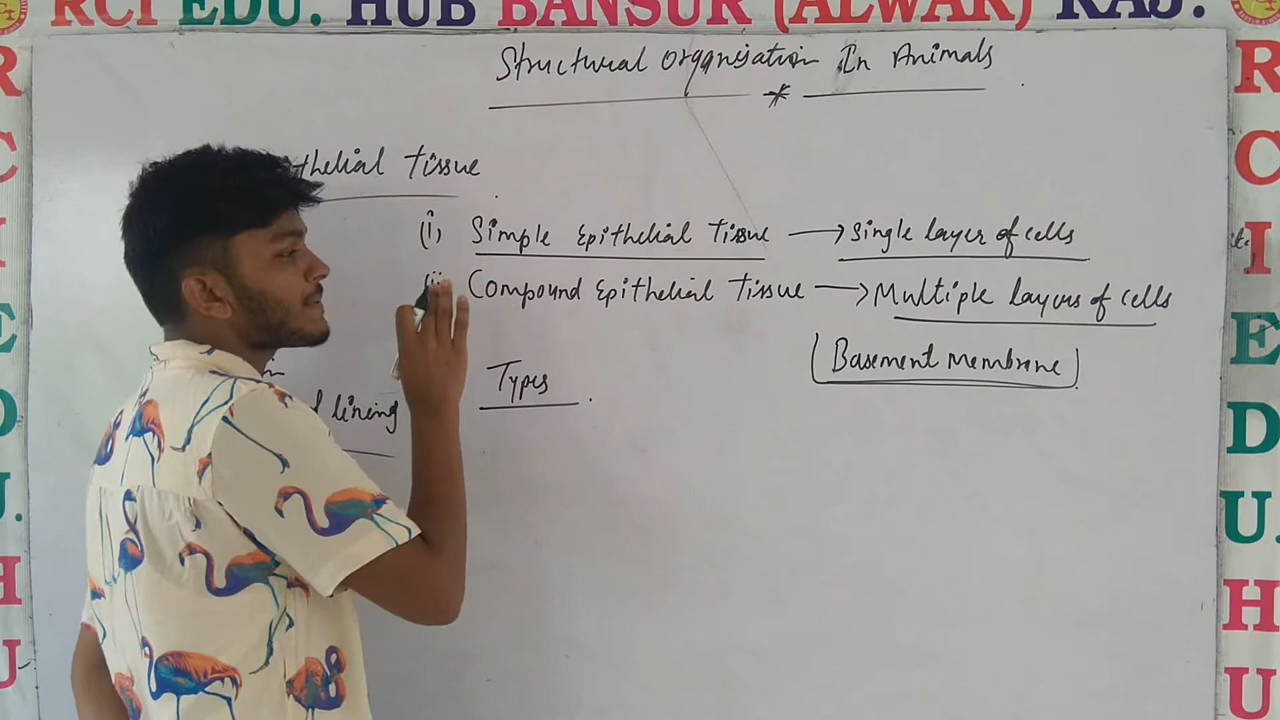 RCI EDU. HUB BANSUR (ALWAR) RAJ.
Structural Organisation In Animals
thelial Tissue
(i) Simple Epithelial Tissue → Single layer of cells
Compound Epithelial Tissue → Multiple layers of cells
(Basement Membrane)
Types
lining
R
C
I
E
D
U.
H
U
R
C
I
E
D
U.
H
U